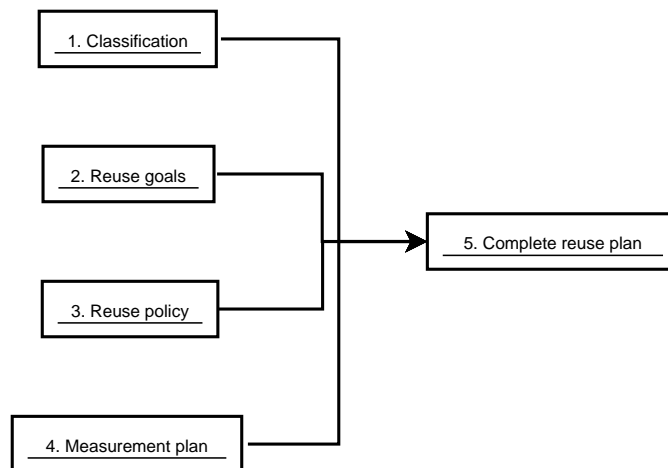 1. Classification
2. Reuse goals
5. Complete reuse plan
3. Reuse policy
4. Measurement plan